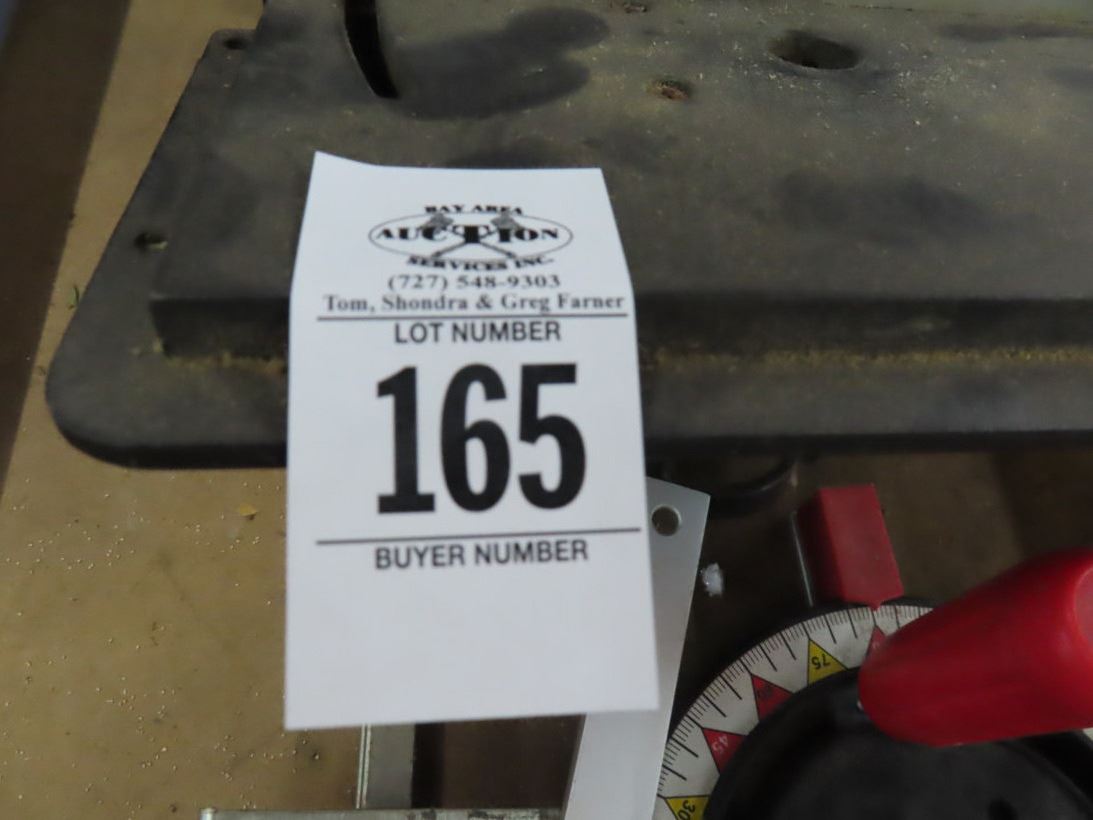 BAY AREA
AUCTION
SERVICES INC.
(727) 548-9303
Tom, Shondra & Greg Farner
LOT NUMBER
165
BUYER NUMBER
75
60
45
30